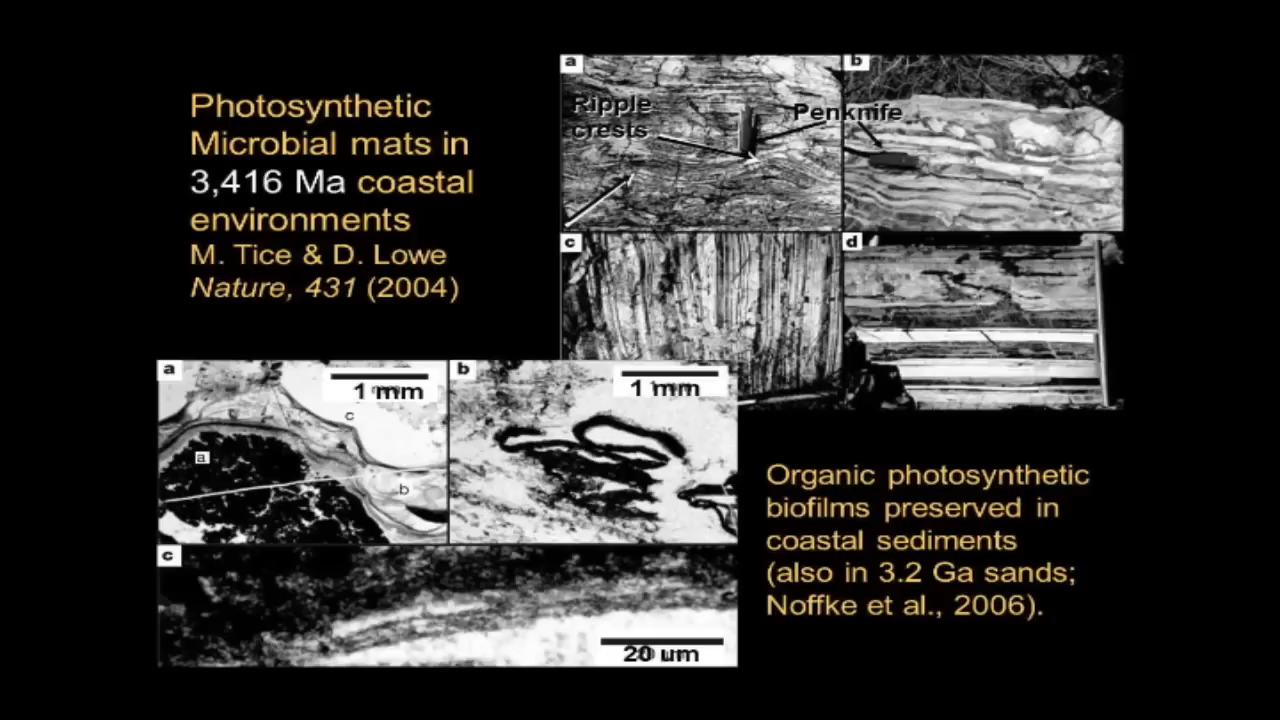 Photosynthetic
Microbial mats in
3,416 Ma coastal
environments
M. Tice & D. Lowe
Nature, 431 (2004)
a
b
Ripple
crests
Penknife
c
d
a
1 mm
c
a
b
b
1 mm
c
20 um
Organic photosynthetic
biofilms preserved in
coastal sediments
(also in 3.2 Ga sands;
Noffke et al., 2006).